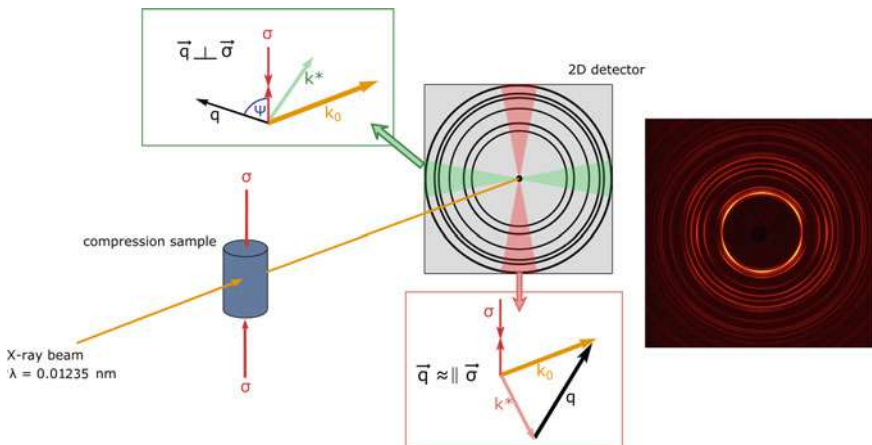 q ⊥ σ
σ
k*
ψ
q
k₀
2D detector
σ
compression sample
X-ray beam
λ = 0.01235 nm
σ
σ
q ≈ || σ
k₀
k*
q